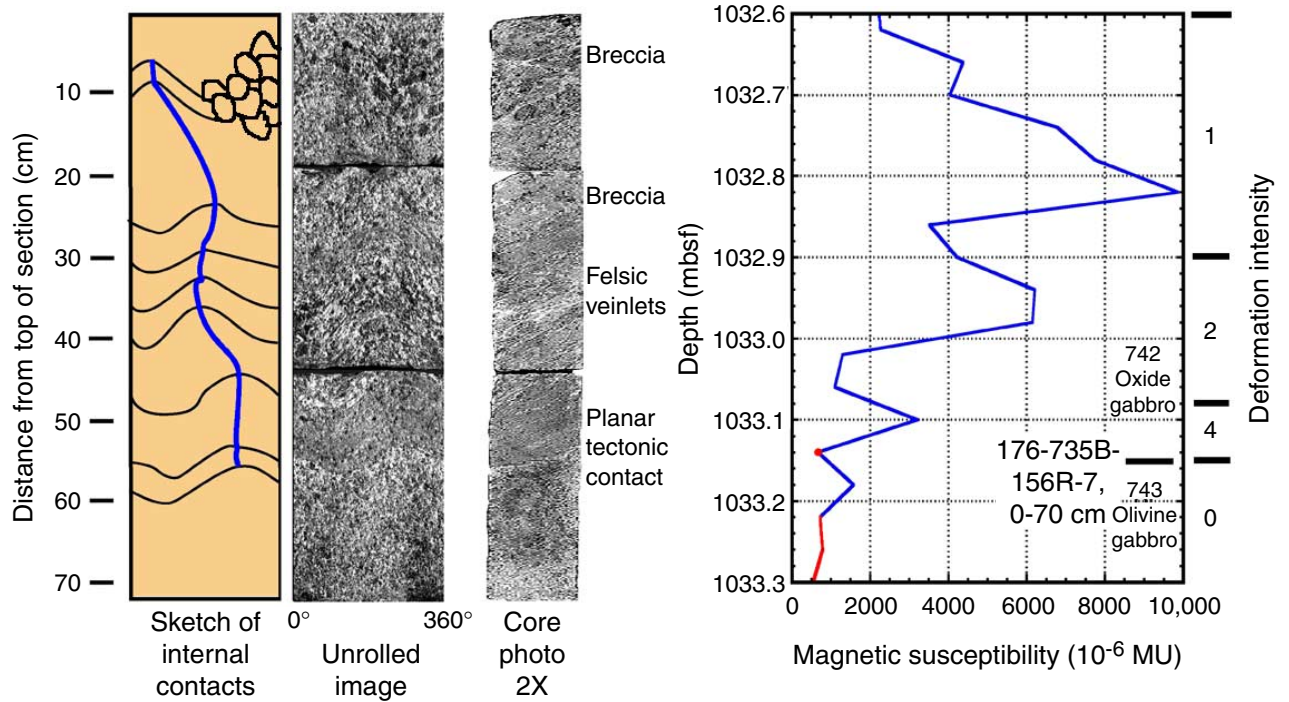 Distance from top of section (cm)
10
20
30
40
50
60
70
Sketch of
internal
contacts
0°
360°
Unrolled
image
Core
photo
2X
Breccia
Breccia
Felsic
veinlets
Planar
tectonic
contact
Depth (mbsf)
1032.6
1032.7
1032.8
1032.9
1033.0
1033.1
1033.2
1033.3
742
Oxide
gabbro
176-735B-
156R-7,
0-70 cm
743
Olivine
gabbro
0 2000 4000 6000 8000 10,000
Magnetic susceptibility (10⁻⁶ MU)
1
2
4
0
Deformation intensity